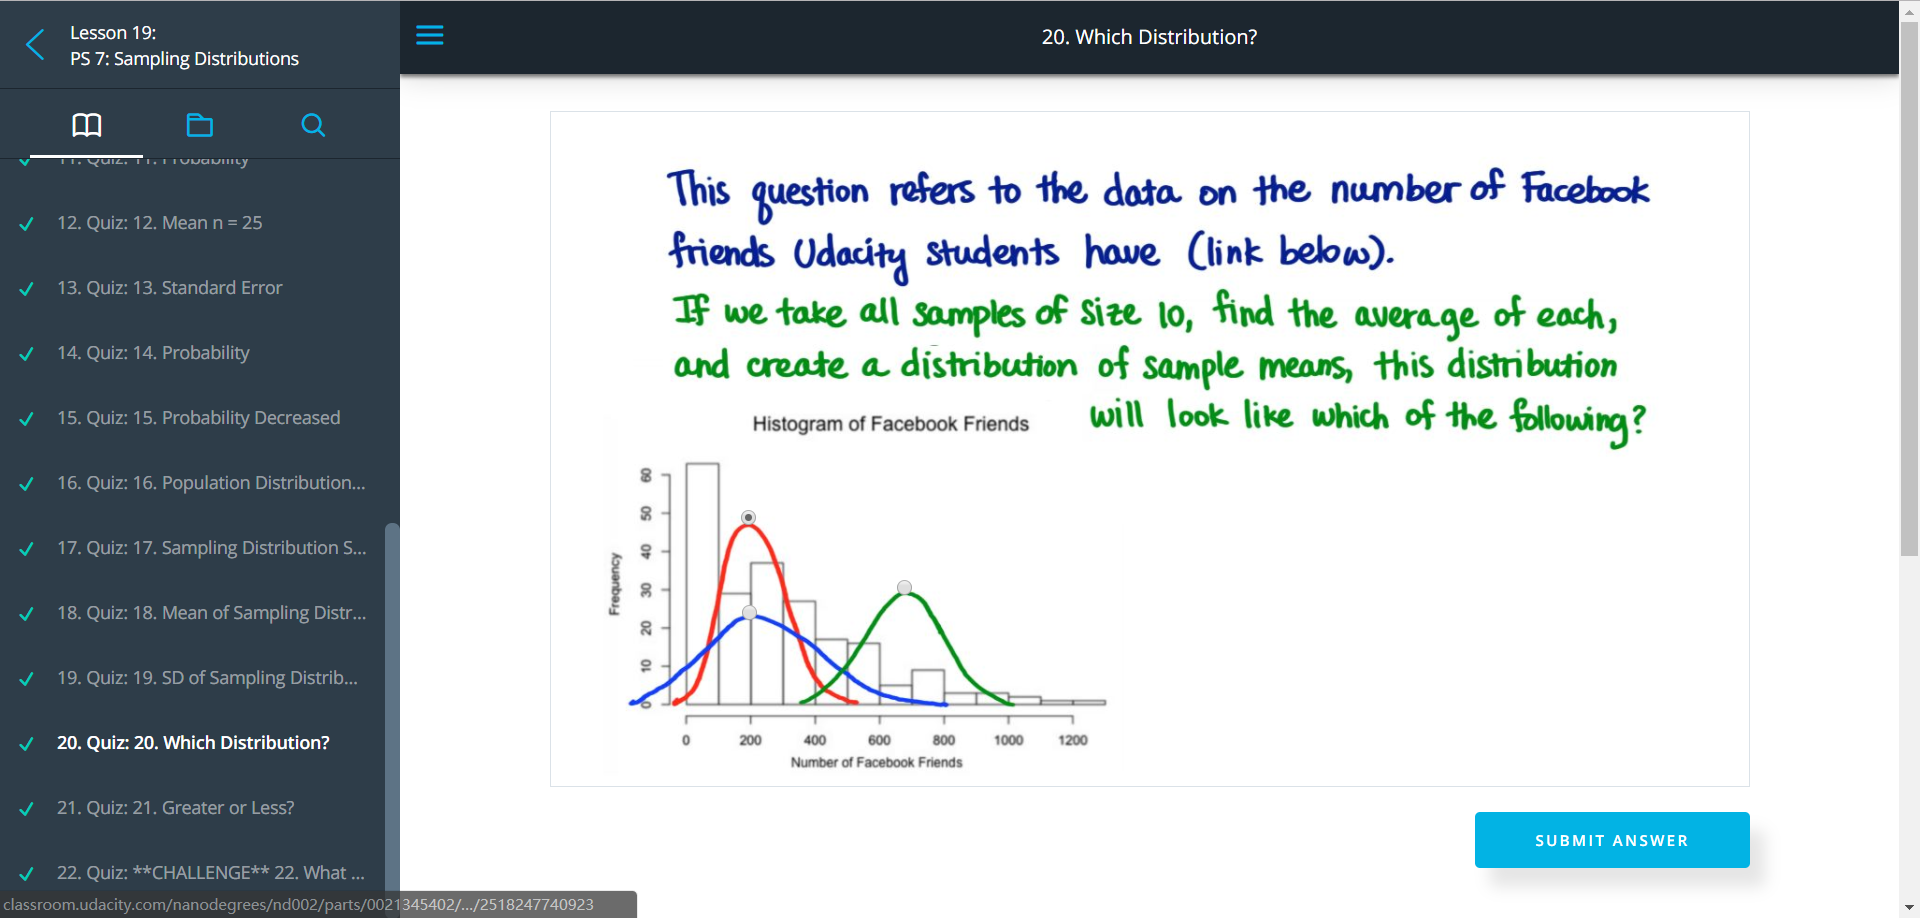 Lesson 19:
PS 7: Sampling Distributions
11. Quiz: 11. Probability
12. Quiz: 12. Mean n = 25
13. Quiz: 13. Standard Error
14. Quiz: 14. Probability
15. Quiz: 15. Probability Decreased
16. Quiz: 16. Population Distribution...
17. Quiz: 17. Sampling Distribution S...
18. Quiz: 18. Mean of Sampling Distr...
19. Quiz: 19. SD of Sampling Distrib...
20. Quiz: 20. Which Distribution?
21. Quiz: 21. Greater or Less?
22. Quiz: **CHALLENGE** 22. What ...
classroom.udacity.com/nanodegrees/nd002/parts/0021345402/.../2518247740923
20. Which Distribution?
This question refers to the data on the number of Facebook
friends Udacity students have (link below).
If we take all samples of size 10, find the average of each,
and create a distribution of sample means, this distribution
will look like which of the following?
Histogram of Facebook Friends
Frequency
60
50
40
30
20
10
0
0 200 400 600 800 1000 1200
Number of Facebook Friends
SUBMIT ANSWER